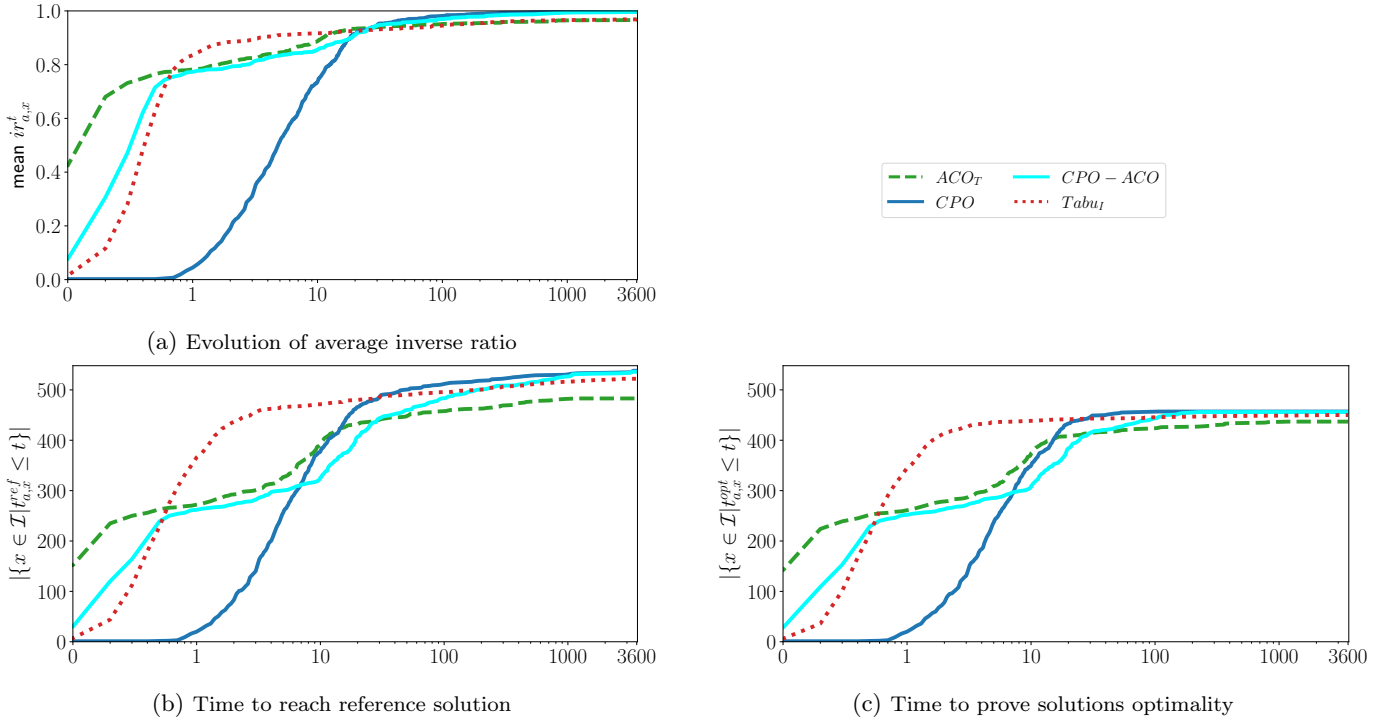 mean $ir^t_{a,x}$
1.0
0.8
0.6
0.4
0.2
0.0
0 1 10 100 1000 3600
(a) Evolution of average inverse ratio
$ACO_T$ $CPO-ACO$
$CPO$ $Tabu_I$
$|\{x \in \mathcal{I} | t^{ref}_{a,x} \leq t\}|$
500
400
300
200
100
0
0 1 10 100 1000 3600
(b) Time to reach reference solution
$|\{x \in \mathcal{I} | t^{opt}_{a,x} \leq t\}|$
500
400
300
200
100
0
0 1 10 100 1000 3600
(c) Time to prove solutions optimality